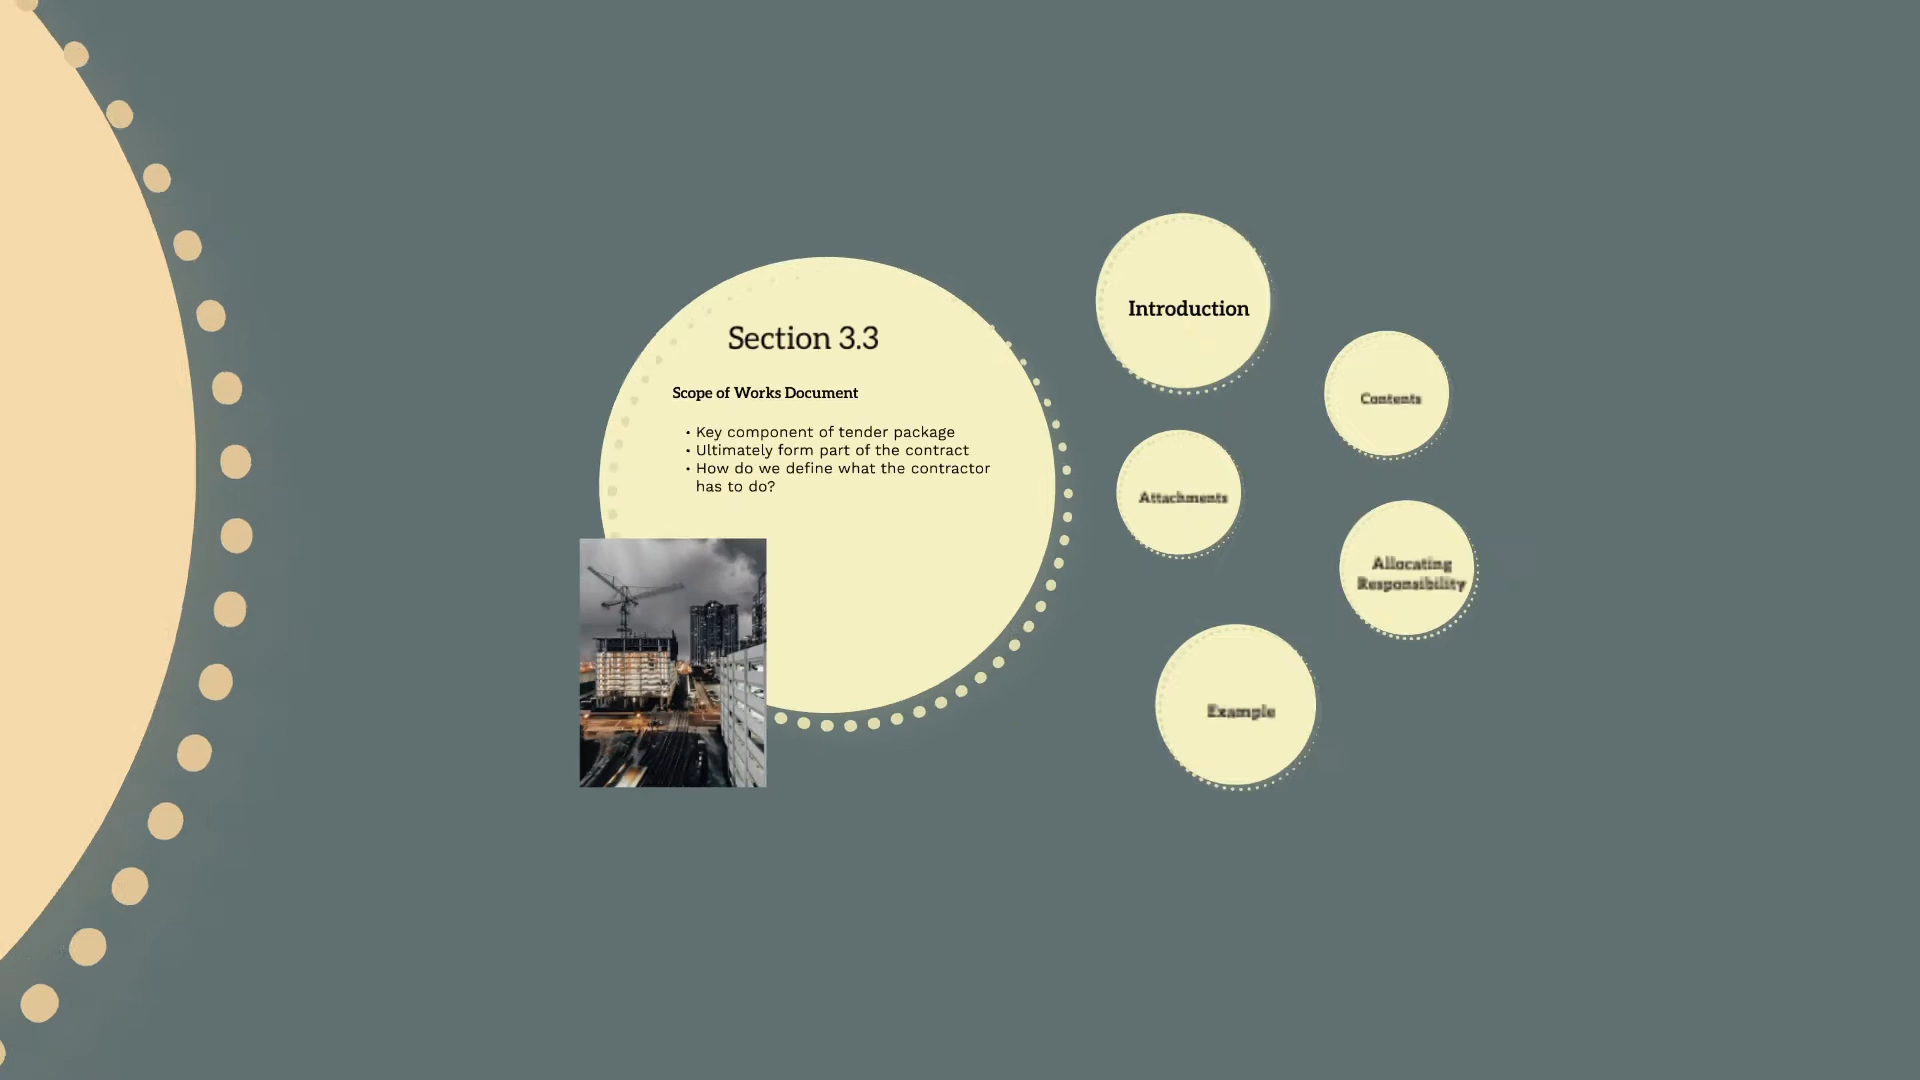 Section 3.3
Scope of Works Document
• Key component of tender package
• Ultimately form part of the contract
• How do we define what the contractor
has to do?
Introduction
Contents
Attachments
Allocating
Responsibility
Example